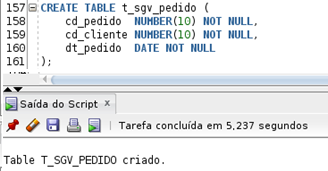 157 CREATE TABLE t_sgv_pedido (
158 cd_pedido NUMBER(10) NOT NULL,
159 cd_cliente NUMBER(10) NOT NULL,
160 dt_pedido DATE NOT NULL
161 );
Saída do Script x
Tarefa concluída em 5,237 segundos
Table T_SGV_PEDIDO criado.